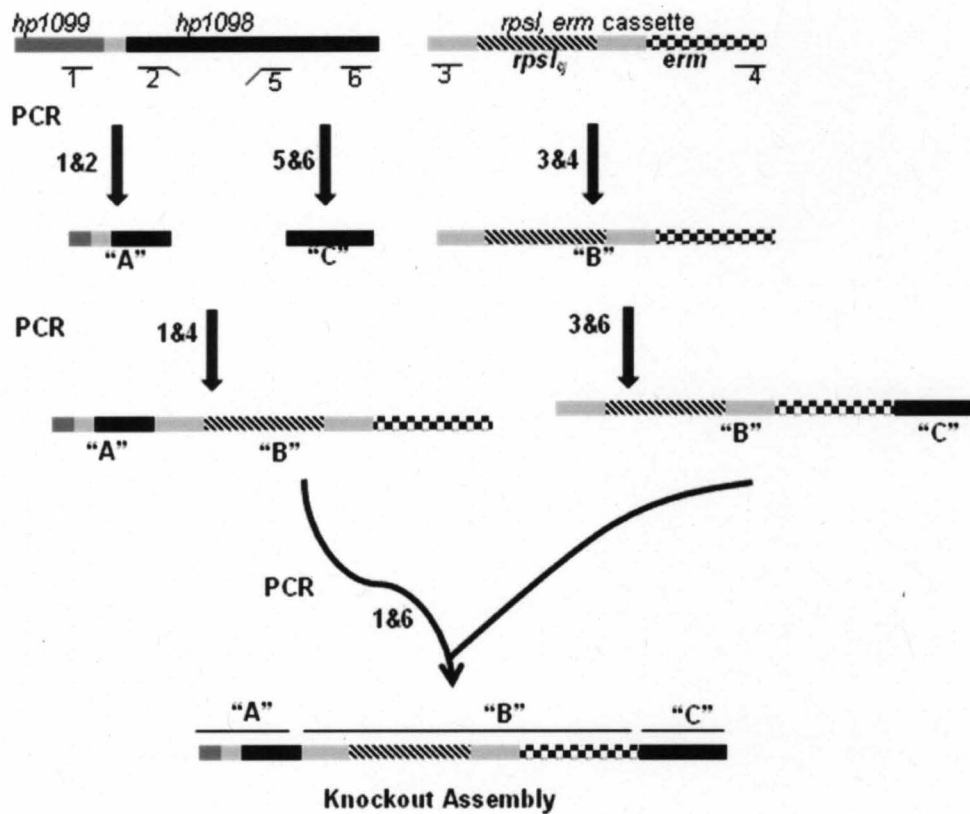 hp1099 hp1098 rpsl, erm cassette
1 2 5 6 3 rpsl_cj erm 4
PCR
1&2 5&6 3&4
“A” “C” “B”
PCR 1&4 3&6
“A” “B” “B” “C”
PCR
1&6
“A” “B” “C”
Knockout Assembly